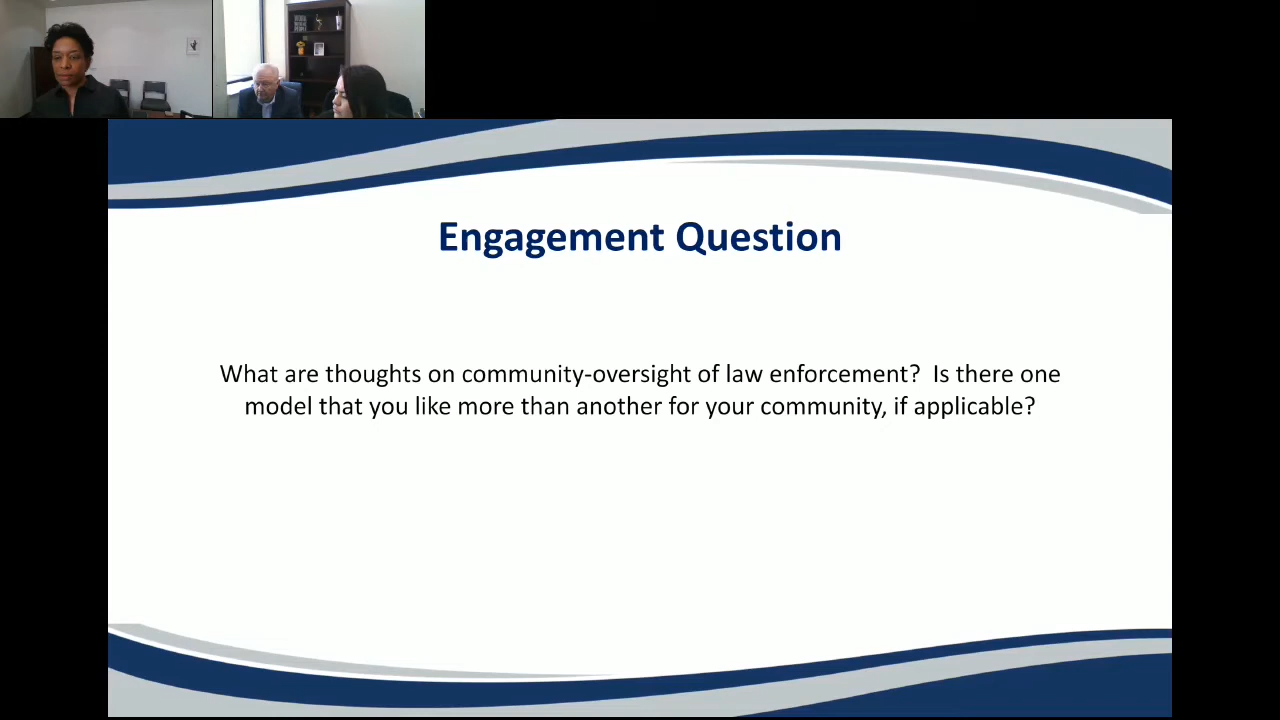 Engagement Question
What are thoughts on community-oversight of law enforcement?  Is there one
model that you like more than another for your community, if applicable?